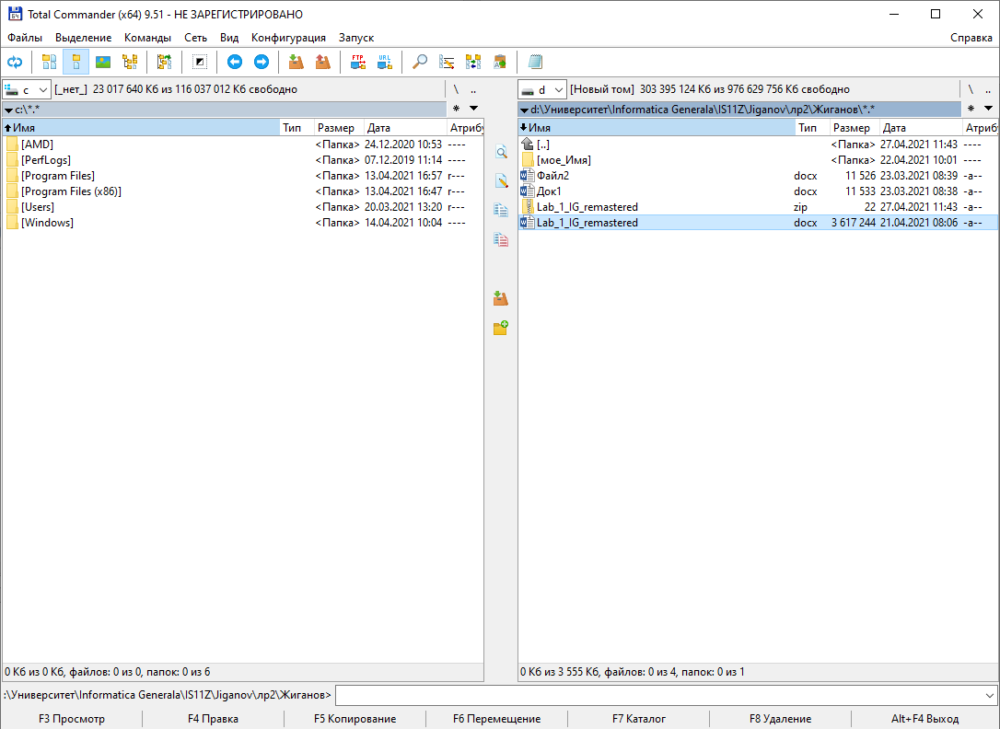 Total Commander (x64) 9.51 - НЕ ЗАРЕГИСТРИРОВАНО
Файлы Выделение Команды Сеть Вид Конфигурация Запуск Справка
FTP URL
c [_нет_] 23 017 640 Кб из 116 037 012 Кб свободно \ ..
c:\*.* * ▼
Имя Тип Размер Дата Атрибу
[AMD] <Папка> 24.12.2020 10:53 ----
[PerfLogs] <Папка> 07.12.2019 11:14 ----
[Program Files] <Папка> 13.04.2021 16:57 r---
[Program Files (x86)] <Папка> 13.04.2021 16:47 r---
[Users] <Папка> 20.03.2021 13:20 r---
[Windows] <Папка> 14.04.2021 10:04 ----
0 Кб из 0 Кб, файлов: 0 из 0, папок: 0 из 6
d [Новый том] 303 395 124 Кб из 976 629 756 Кб свободно \ ..
d:\Университет\Informatica Generala\IS11Z\Jiganov\лр2\Жиганов\*.* * ▼
Имя Тип Размер Дата Атрибу
[..] <Папка> 27.04.2021 11:43 ----
[мое_Имя] <Папка> 22.04.2021 10:01 ----
Файл2 docx 11 526 23.03.2021 08:39 -a--
Док1 docx 11 533 23.03.2021 08:38 -a--
Lab_1_IG_remastered zip 22 27.04.2021 11:43 -a--
Lab_1_IG_remastered docx 3 617 244 21.04.2021 08:06 -a--
0 Кб из 3 555 Кб, файлов: 0 из 4, папок: 0 из 1
:\Университет\Informatica Generala\IS11Z\Jiganov\лр2\Жиганов>
F3 Просмотр F4 Правка F5 Копирование F6 Перемещение F7 Каталог F8 Удаление Alt+F4 Выход